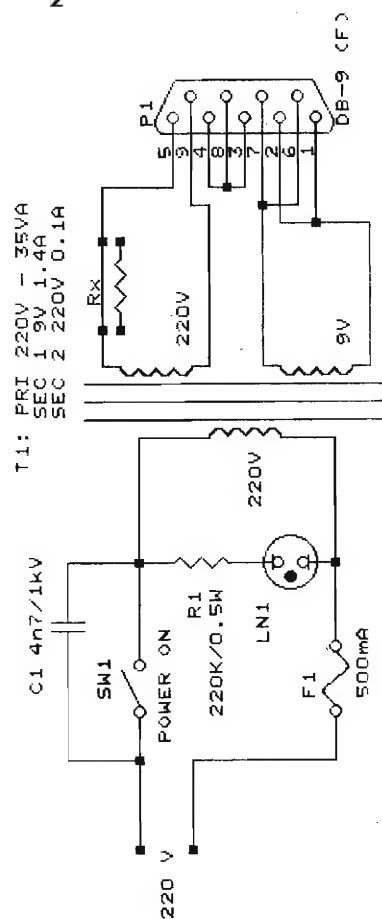 T1: PRI 220V - 35VA
SEC 1 9V 1.4A
SEC 2 220V 0.1A
C1 4n7/1kV
SW1
POWER ON
R1
220K/0.5W
LN1
F1
500mA
220 V
220V
Rx
220V
9V
P1
5
9
4
8
3
7
2
6
1
DB-9 (F)